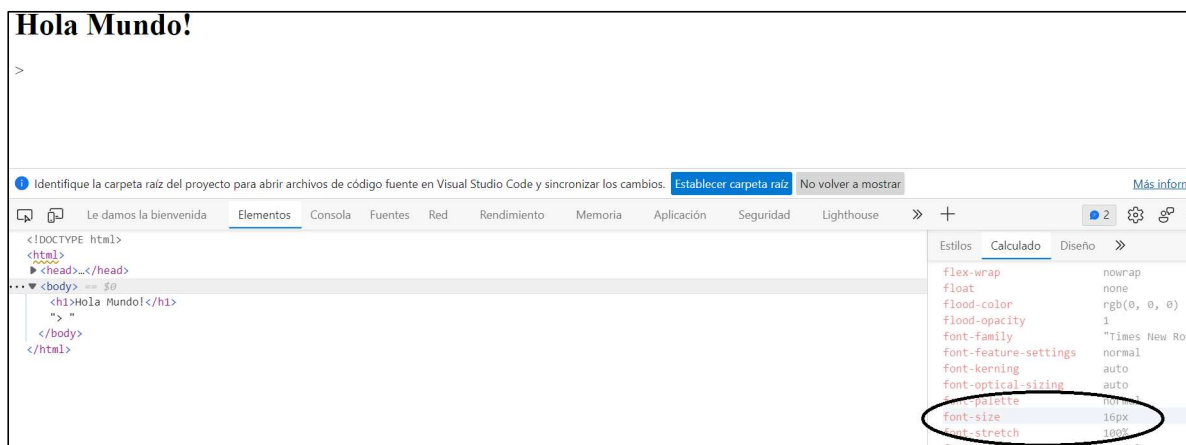 Hola Mundo!
>
Identifique la carpeta raíz del proyecto para abrir archivos de código fuente en Visual Studio Code y sincronizar los cambios. Establecer carpeta raíz No volver a mostrar Más inform
Le damos la bienvenida Elementos Consola Fuentes Red Rendimiento Memoria Aplicación Seguridad Lighthouse » + 2
Estilos Calculado Diseño »
<!DOCTYPE html>
<html>
▶ <head>…</head>
··· ▼ <body> == $0
<h1>Hola Mundo!</h1>
"> "
</body>
</html>
flex-wrap nowrap
float none
flood-color rgb(0, 0, 0)
flood-opacity 1
font-family "Times New Ro
font-feature-settings normal
font-kerning auto
font-optical-sizing auto
font-palette normal
font-size 16px
font-stretch 100%